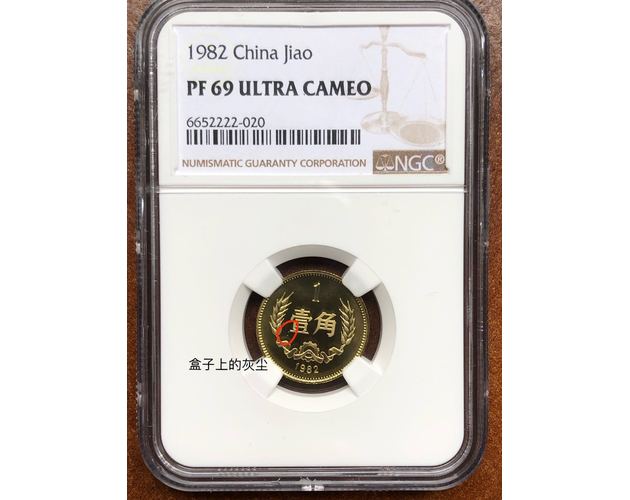 1982 China Jiao
PF 69 ULTRA CAMEO
6652222-020
NUMISMATIC GUARANTY CORPORATION
NGC®
1
壹角
1982
盒子上的灰尘